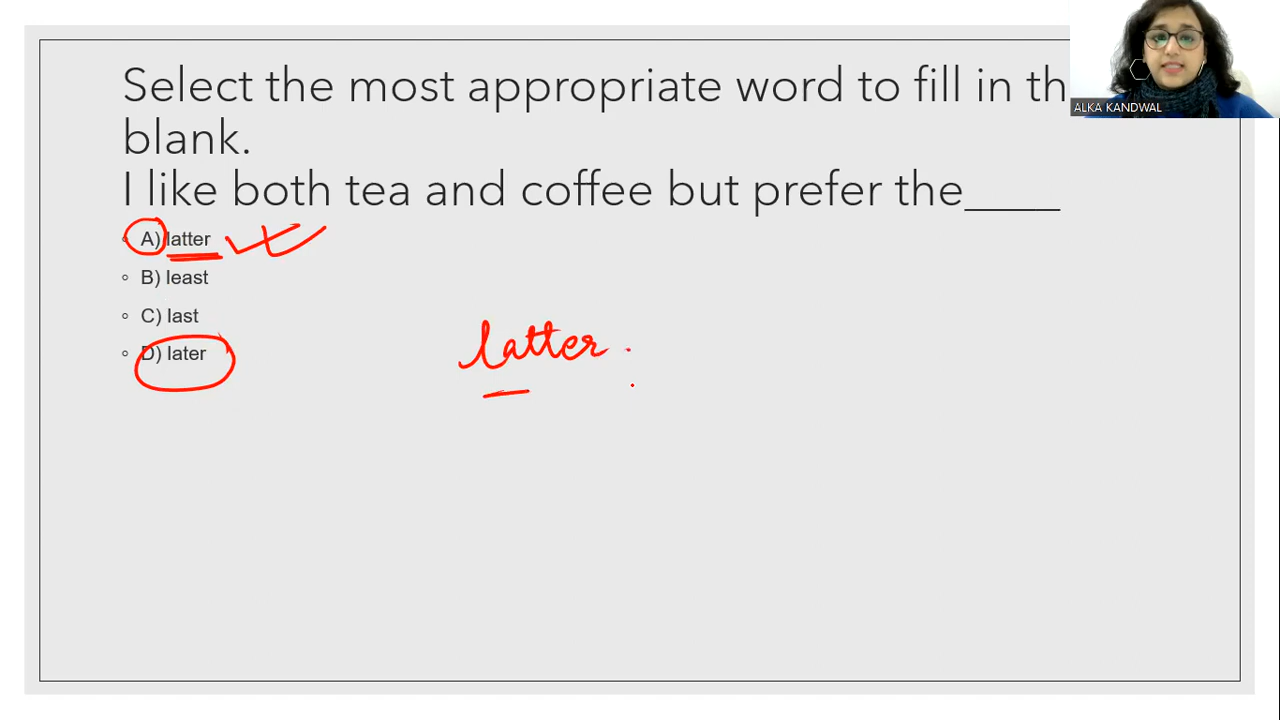 Select the most appropriate word to fill in th
blank.
I like both tea and coffee but prefer the_____
A) latter
B) least
C) last
D) later
latter
ALKA KANDWAL